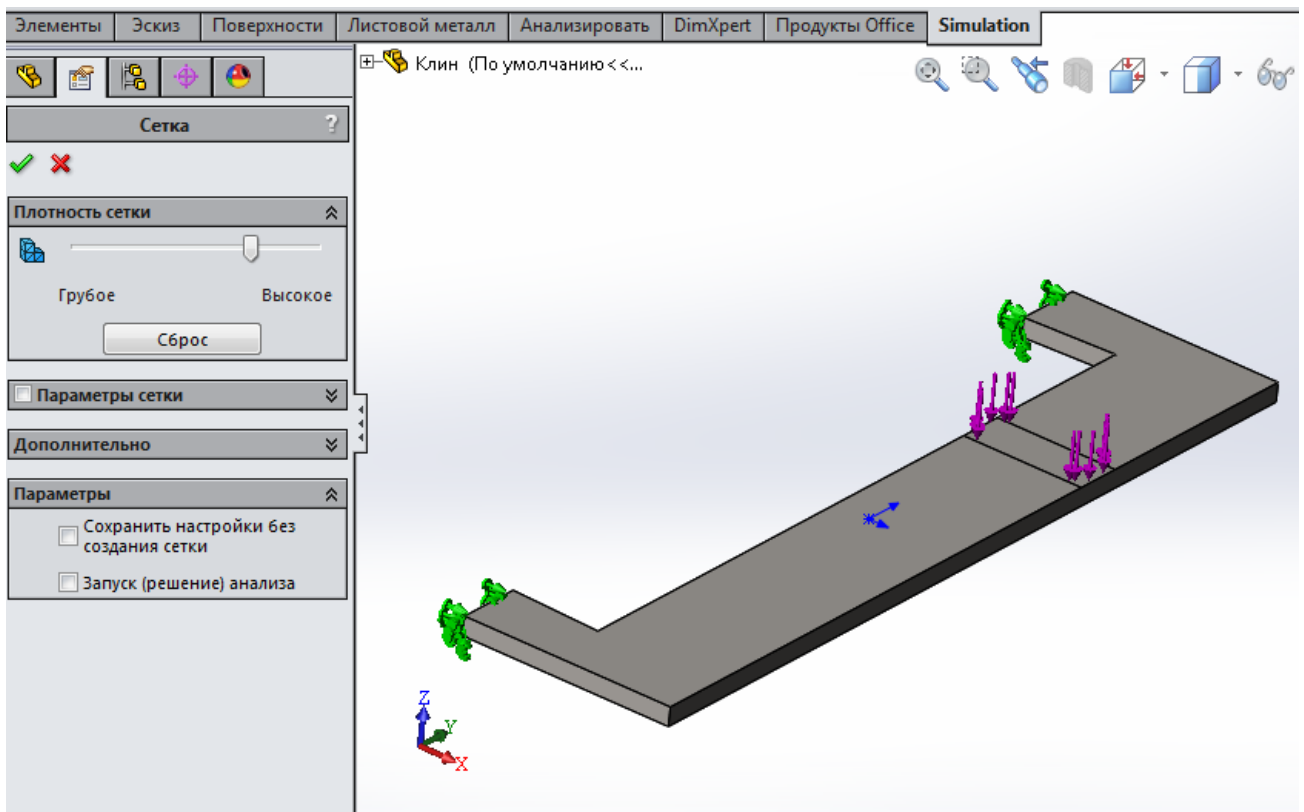 Элементы Эскиз Поверхности Листовой металл Анализировать DimXpert Продукты Office Simulation
Клин (По умолчанию<<...
Сетка ?
Плотность сетки
Грубое Высокое
Сброс
Параметры сетки
Дополнительно
Параметры
Сохранить настройки без
создания сетки
Запуск (решение) анализа
Z
Y
X